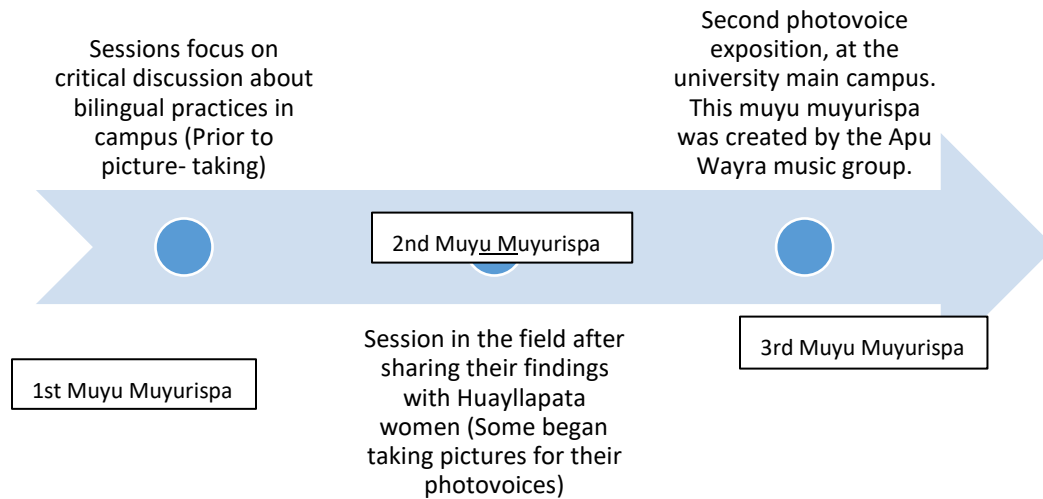 Sessions focus on
critical discussion about
bilingual practices in
campus (Prior to
picture- taking)
1st Muyu Muyurispa
2nd Muyu Muyurispa
Session in the field after
sharing their findings
with Huayllapata
women (Some began
taking pictures for their
photovoices)
Second photovoice
exposition, at the
university main campus.
This muyu muyurispa
was created by the Apu
Wayra music group.
3rd Muyu Muyurispa